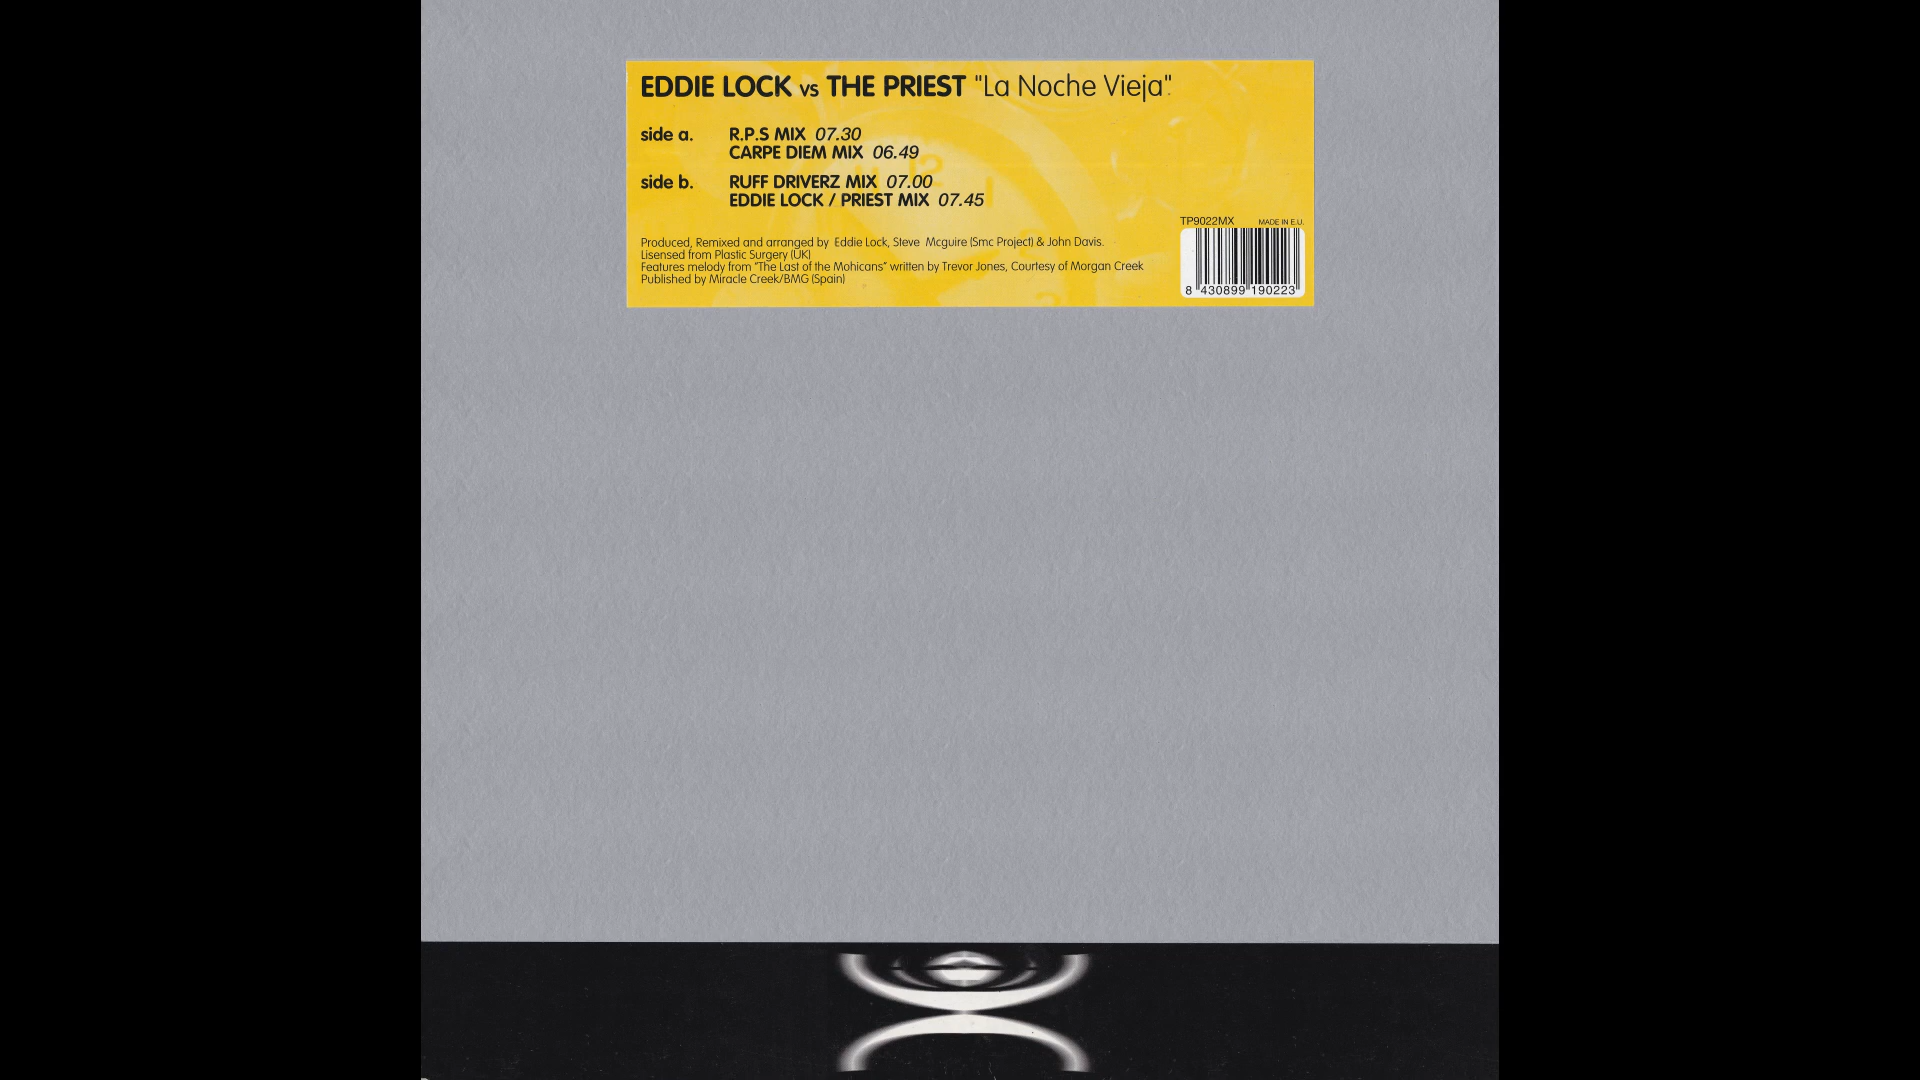 EDDIE LOCK vs THE PRIEST "La Noche Vieja".
side a. R.P.S MIX 07.30
CARPE DIEM MIX 06.49
side b. RUFF DRIVERZ MIX 07.00
EDDIE LOCK / PRIEST MIX 07.45
Produced, Remixed and arranged by Eddie Lock, Steve Mcguire (Smc Project) & John Davis.
Lisensed from Plastic Surgery (UK)
Features melody from "The Last of the Mohicans" written by Trevor Jones, Courtesy of Morgan Creek
Published by Miracle Creek/BMG (Spain)
TP9022MX MADE IN E.U.
8 430899 190223
12